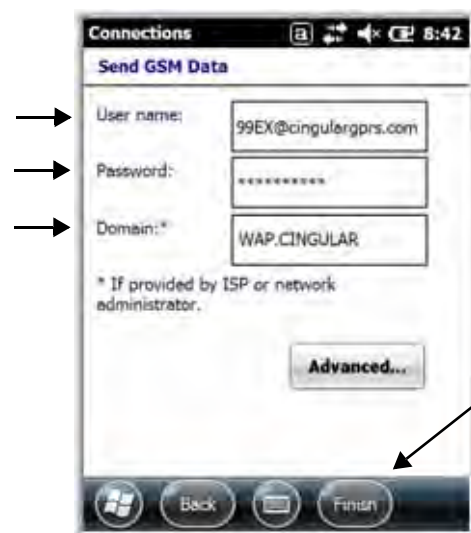 Connections
a
8:42
Send GSM Data
User name:
99EX@cingulargprs.com
Password:
**********
Domain:*
WAP.CINGULAR
* If provided by ISP or network
administrator.
Advanced...
Back
Finish